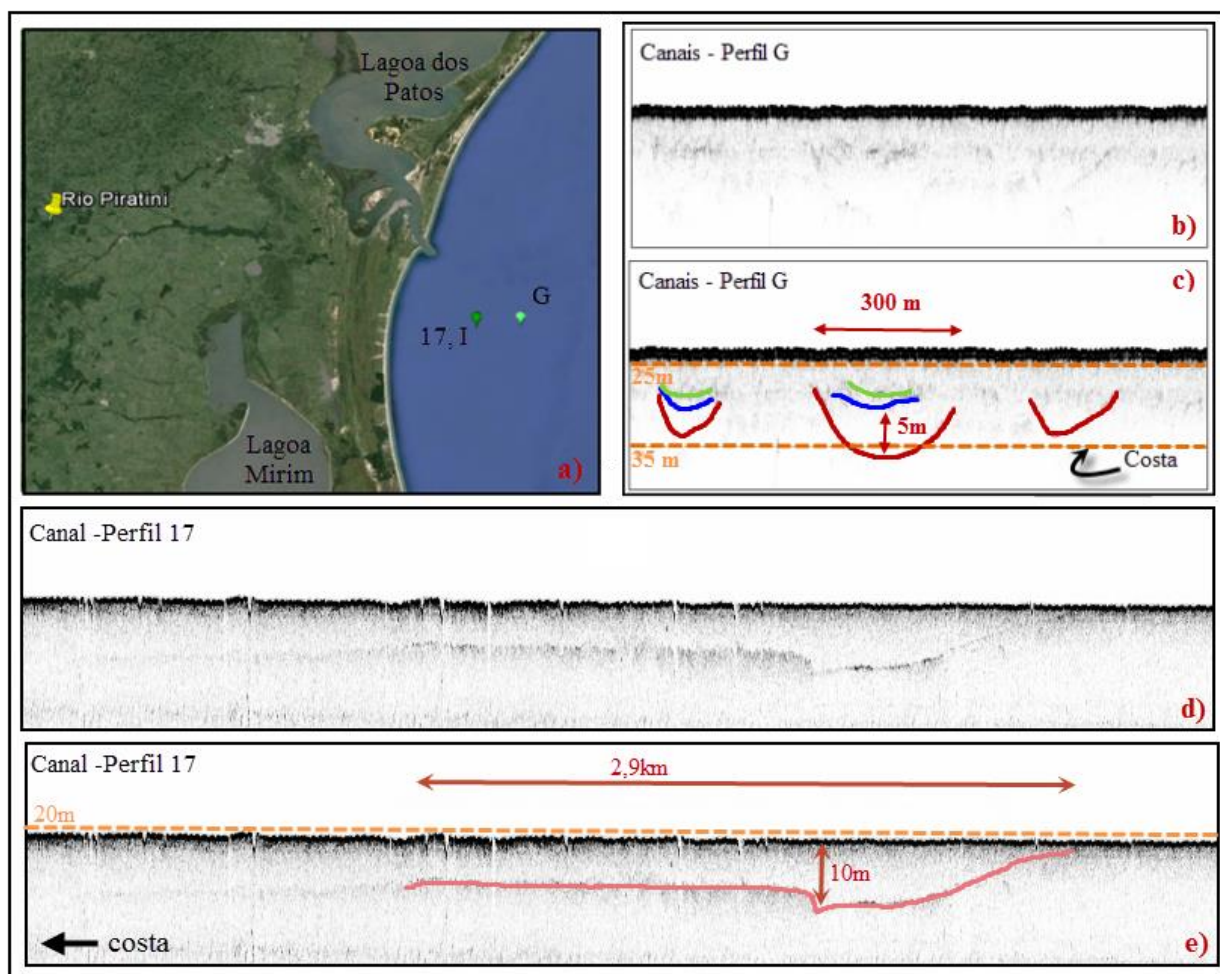 Lagoa dos
Patos
Rio Piratini
G
17, I
Lagoa
Mirim
a)
Canais - Perfil G
b)
Canais - Perfil G
c)
300 m
25m
5m
35 m
Costa
Canal -Perfil 17
d)
Canal -Perfil 17
2,9km
20m
10m
costa
e)